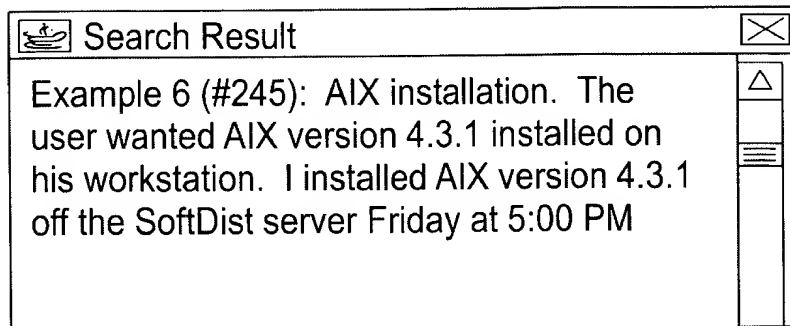 Search Result
Example 6 (#245): AIX installation. The
user wanted AIX version 4.3.1 installed on
his workstation. I installed AIX version 4.3.1
off the SoftDist server Friday at 5:00 PM